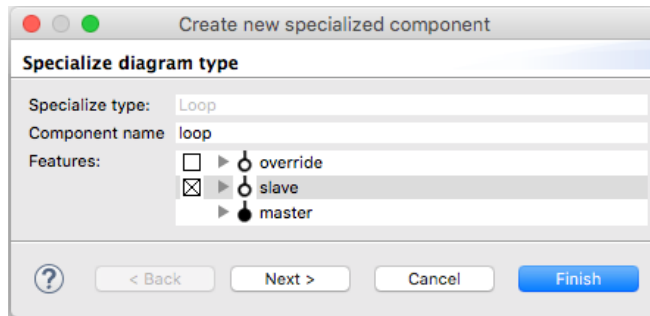 Create new specialized component
Specialize diagram type
Specialize type: Loop
Component name loop
Features: override
slave
master
? < Back Next > Cancel Finish